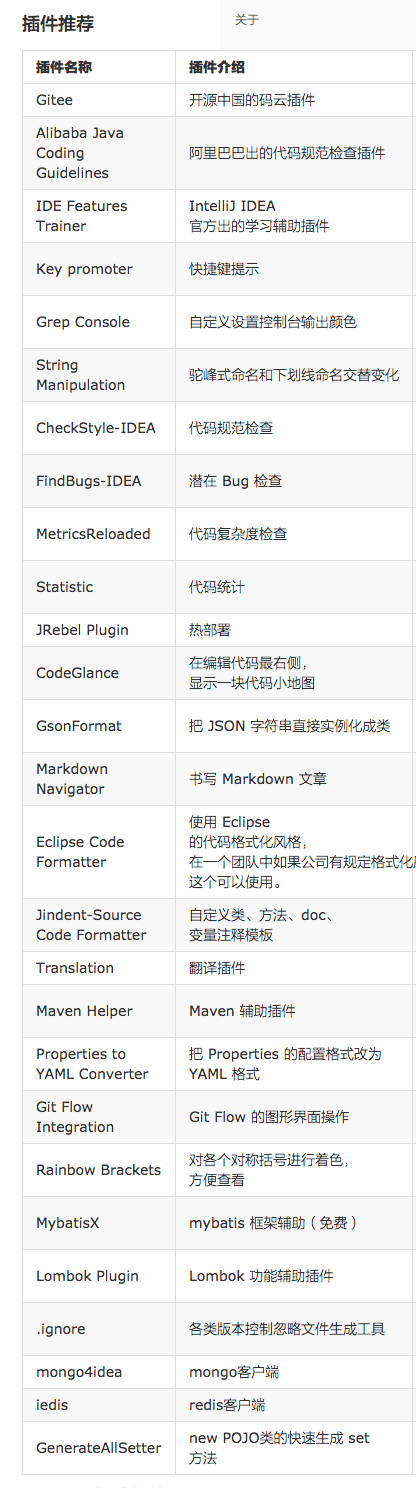 插件推荐
关于
插件名称 插件介绍
Gitee 开源中国的码云插件
Alibaba Java
Coding
Guidelines
阿里巴巴出的代码规范检查插件
IDE Features
Trainer
IntelliJ IDEA
官方出的学习辅助插件
Key promoter 快捷键提示
Grep Console 自定义设置控制台输出颜色
String
Manipulation
驼峰式命名和下划线命名交替变化
CheckStyle-IDEA 代码规范检查
FindBugs-IDEA 潜在 Bug 检查
MetricsReloaded 代码复杂度检查
Statistic 代码统计
JRebel Plugin 热部署
CodeGlance
在编辑代码最右侧，
显示一块代码小地图
GsonFormat 把 JSON 字符串直接实例化成类
Markdown
Navigator
书写 Markdown 文章
Eclipse Code
Formatter
使用 Eclipse
的代码格式化风格，
在一个团队中如果公司有规定格式化
这个可以使用。
Jindent-Source
Code Formatter
自定义类、方法、doc、
变量注释模板
Translation 翻译插件
Maven Helper Maven 辅助插件
Properties to
YAML Converter
把 Properties 的配置格式改为
YAML 格式
Git Flow
Integration
Git Flow 的图形界面操作
Rainbow Brackets
对各个对称括号进行着色，
方便查看
MybatisX mybatis 框架辅助（免费）
Lombok Plugin Lombok 功能辅助插件
.ignore 各类版本控制忽略文件生成工具
mongo4idea mongo客户端
iedis redis客户端
GenerateAllSetter
new POJO类的快速生成 set
方法